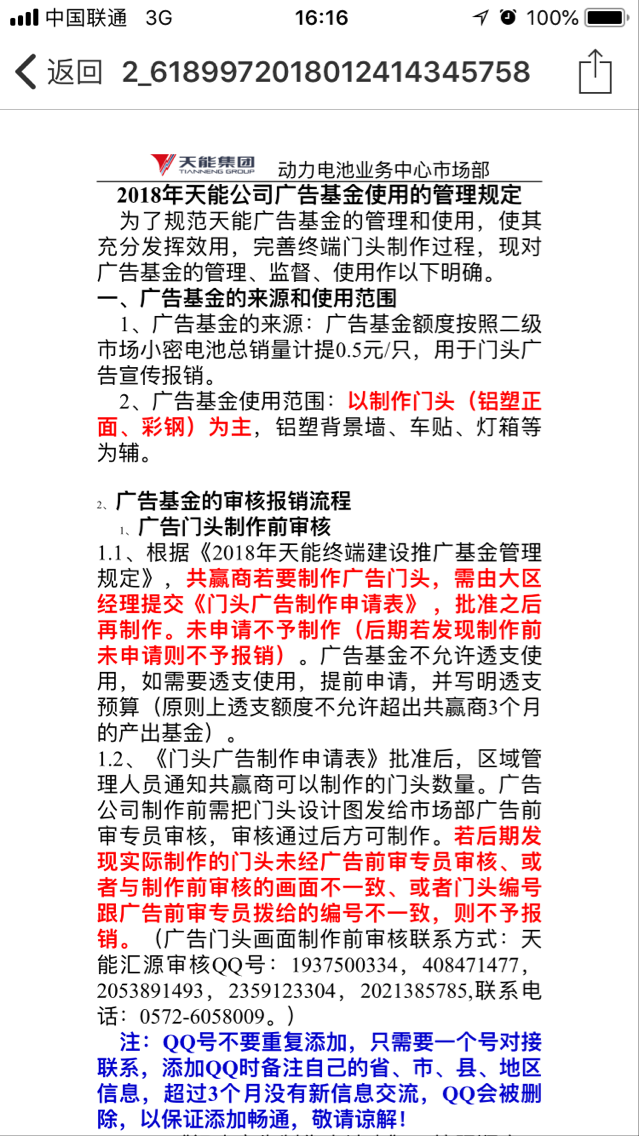 中国联通 3G 16:16 100%
返回 2_6189972018012414345758
天能集团 TIANNENG GROUP 动力电池业务中心市场部
2018年天能公司广告基金使用的管理规定
为了规范天能广告基金的管理和使用，使其
充分发挥效用，完善终端门头制作过程，现对
广告基金的管理、监督、使用作以下明确。
一、广告基金的来源和使用范围
1、广告基金的来源：广告基金额度按照二级
市场小密电池总销量计提0.5元/只，用于门头广
告宣传报销。
2、广告基金使用范围：以制作门头（铝塑正
面、彩钢）为主，铝塑背景墙、车贴、灯箱等
为辅。
2、广告基金的审核报销流程
1、广告门头制作前审核
1.1、根据《2018年天能终端建设推广基金管理
规定》，共赢商若要制作广告门头，需由大区
经理提交《门头广告制作申请表》，批准之后
再制作。未申请不予制作（后期若发现制作前
未申请则不予报销）。广告基金不允许透支使
用，如需要透支使用，提前申请，并写明透支
预算（原则上透支额度不允许超出共赢商3个月
的产出基金）。
1.2、《门头广告制作申请表》批准后，区域管
理人员通知共赢商可以制作的门头数量。广告
公司制作前需把门头设计图发给市场部广告前
审专员审核，审核通过后方可制作。若后期发
现实际制作的门头未经广告前审专员审核、或
者与制作前审核的画面不一致、或者门头编号
跟广告前审专员拨给的编号不一致，则不予报
销。（广告门头画面制作前审核联系方式：天
能汇源审核QQ号：1937500334，408471477，
2053891493，2359123304，2021385785,联系电
话：0572-6058009。）
注：QQ号不要重复添加，只需要一个号对接
联系，添加QQ时备注自己的省、市、县、地区
信息，超过3个月没有新信息交流，QQ会被删
除，以保证添加畅通，敬请谅解！